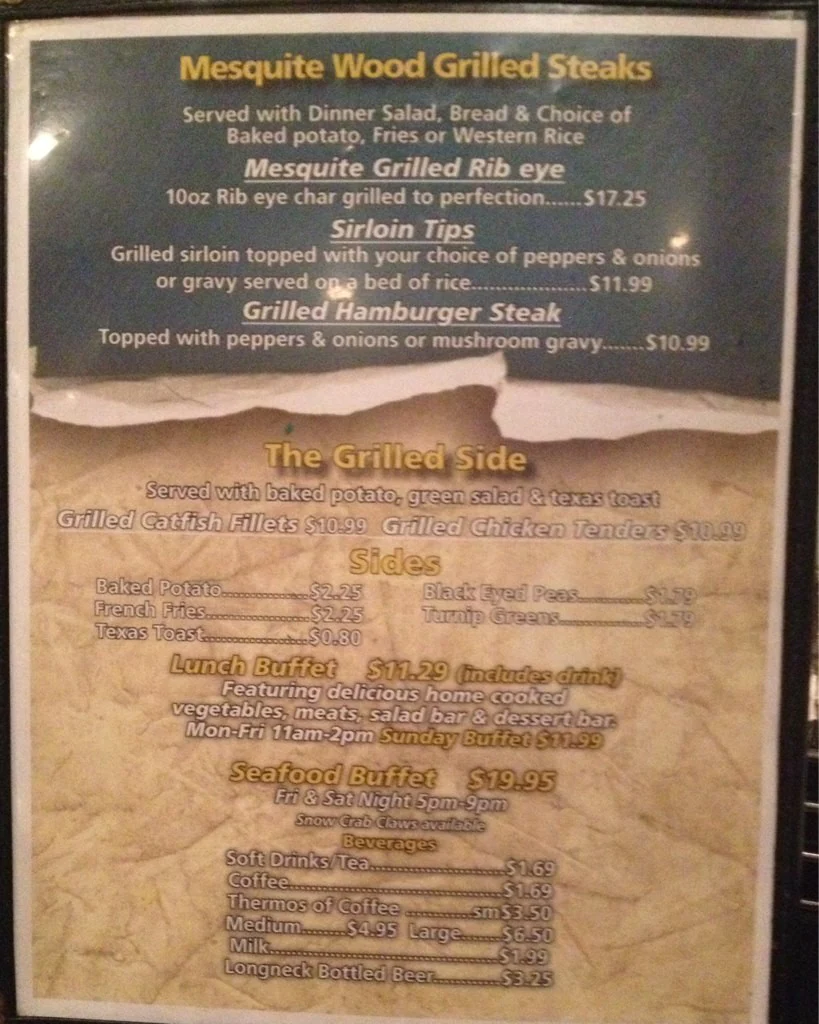 Mesquite Wood Grilled Steaks
Served with Dinner Salad, Bread & Choice of
Baked potato, Fries or Western Rice
Mesquite Grilled Rib eye
10oz Rib eye char grilled to perfection......$17.25
Sirloin Tips
Grilled sirloin topped with your choice of peppers & onions
or gravy served on a bed of rice...................$11.99
Grilled Hamburger Steak
Topped with peppers & onions or mushroom gravy.......$10.99
The Grilled Side
Served with baked potato, green salad & texas toast
Grilled Catfish Fillets $10.99 Grilled Chicken Tenders $10.99
Sides
Baked Potato................$2.25 Black Eyed Peas............$1.79
French Fries...................$2.25 Turnip Greens...............$1.79
Texas Toast...................$0.80
Lunch Buffet $11.29 (includes drink)
Featuring delicious home cooked
vegetables, meats, salad bar & dessert bar.
Mon-Fri 11am-2pm Sunday Buffet $11.99
Seafood Buffet $19.95
Fri & Sat Night 5pm-9pm
Snow Crab Claws available
Beverages
Soft Drinks/Tea........................$1.69
Coffee......................................$1.69
Thermos of Coffee ............sm$3.50
Medium........$4.95 Large.......$6.50
Milk..........................................$1.99
Longneck Bottled Beer............$3.25